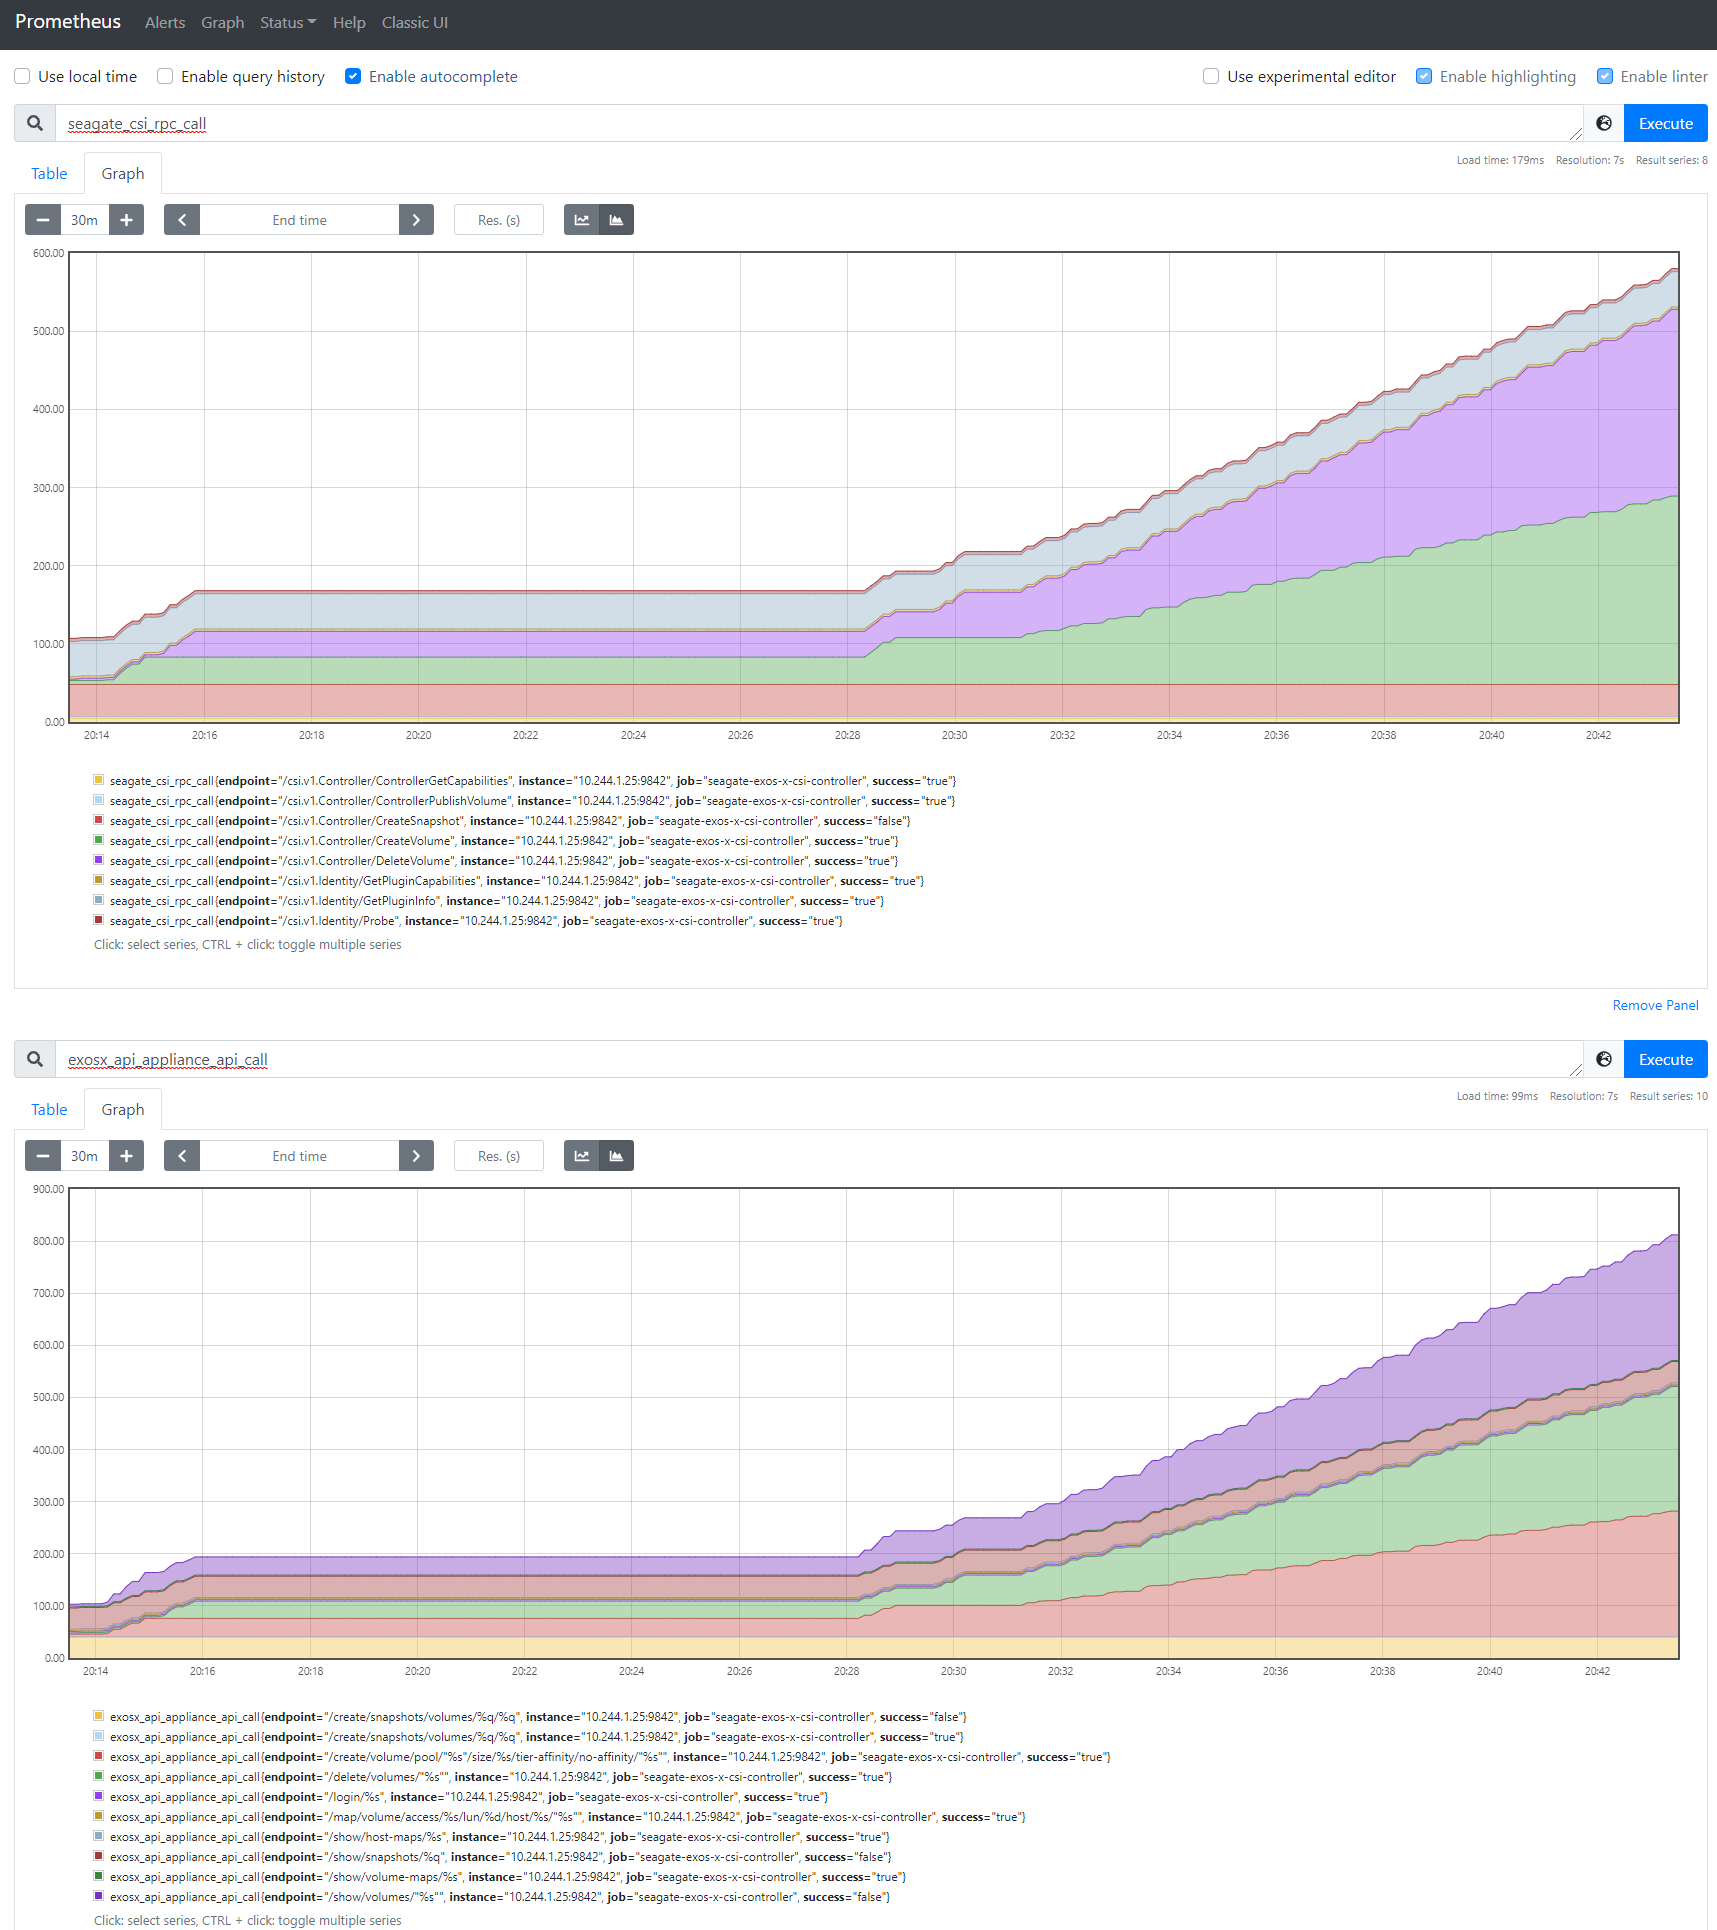 Prometheus Alerts Graph Status Help Classic UI
Use local time Enable query history Enable autocomplete Use experimental editor Enable highlighting Enable linter
seagate_csi_rpc_call Execute
Table Graph Load time: 179ms Resolution: 7s Result series: 8
30m End time Res. (s)
600.00
500.00
400.00
300.00
200.00
100.00
0.00
20:14 20:16 20:18 20:20 20:22 20:24 20:26 20:28 20:30 20:32 20:34 20:36 20:38 20:40 20:42
seagate_csi_rpc_call{endpoint="/csi.v1.Controller/ControllerGetCapabilities", instance="10.244.1.25:9842", job="seagate-exos-x-csi-controller", success="true"}
seagate_csi_rpc_call{endpoint="/csi.v1.Controller/ControllerPublishVolume", instance="10.244.1.25:9842", job="seagate-exos-x-csi-controller", success="true"}
seagate_csi_rpc_call{endpoint="/csi.v1.Controller/CreateSnapshot", instance="10.244.1.25:9842", job="seagate-exos-x-csi-controller", success="false"}
seagate_csi_rpc_call{endpoint="/csi.v1.Controller/CreateVolume", instance="10.244.1.25:9842", job="seagate-exos-x-csi-controller", success="true"}
seagate_csi_rpc_call{endpoint="/csi.v1.Controller/DeleteVolume", instance="10.244.1.25:9842", job="seagate-exos-x-csi-controller", success="true"}
seagate_csi_rpc_call{endpoint="/csi.v1.Identity/GetPluginCapabilities", instance="10.244.1.25:9842", job="seagate-exos-x-csi-controller", success="true"}
seagate_csi_rpc_call{endpoint="/csi.v1.Identity/GetPluginInfo", instance="10.244.1.25:9842", job="seagate-exos-x-csi-controller", success="true"}
seagate_csi_rpc_call{endpoint="/csi.v1.Identity/Probe", instance="10.244.1.25:9842", job="seagate-exos-x-csi-controller", success="true"}
Click: select series, CTRL + click: toggle multiple series
Remove Panel
exosx_api_appliance_api_call Execute
Table Graph Load time: 99ms Resolution: 7s Result series: 10
30m End time Res. (s)
900.00
800.00
700.00
600.00
500.00
400.00
300.00
200.00
100.00
0.00
20:14 20:16 20:18 20:20 20:22 20:24 20:26 20:28 20:30 20:32 20:34 20:36 20:38 20:40 20:42
exosx_api_appliance_api_call{endpoint="/create/snapshots/volumes/%q/%q", instance="10.244.1.25:9842", job="seagate-exos-x-csi-controller", success="false"}
exosx_api_appliance_api_call{endpoint="/create/snapshots/volumes/%q/%q", instance="10.244.1.25:9842", job="seagate-exos-x-csi-controller", success="true"}
exosx_api_appliance_api_call{endpoint="/create/volume/pool/"%s"/size/%s/tier-affinity/no-affinity/"%s"", instance="10.244.1.25:9842", job="seagate-exos-x-csi-controller", success="true"}
exosx_api_appliance_api_call{endpoint="/delete/volumes/"%s"", instance="10.244.1.25:9842", job="seagate-exos-x-csi-controller", success="true"}
exosx_api_appliance_api_call{endpoint="/login/%s", instance="10.244.1.25:9842", job="seagate-exos-x-csi-controller", success="true"}
exosx_api_appliance_api_call{endpoint="/map/volume/access/%s/lun/%d/host/%s/"%s"", instance="10.244.1.25:9842", job="seagate-exos-x-csi-controller", success="true"}
exosx_api_appliance_api_call{endpoint="/show/host-maps/%s", instance="10.244.1.25:9842", job="seagate-exos-x-csi-controller", success="true"}
exosx_api_appliance_api_call{endpoint="/show/snapshots/%q", instance="10.244.1.25:9842", job="seagate-exos-x-csi-controller", success="false"}
exosx_api_appliance_api_call{endpoint="/show/volume-maps/%s", instance="10.244.1.25:9842", job="seagate-exos-x-csi-controller", success="true"}
exosx_api_appliance_api_call{endpoint="/show/volumes/"%s"", instance="10.244.1.25:9842", job="seagate-exos-x-csi-controller", success="false"}
Click: select series, CTRL + click: toggle multiple series